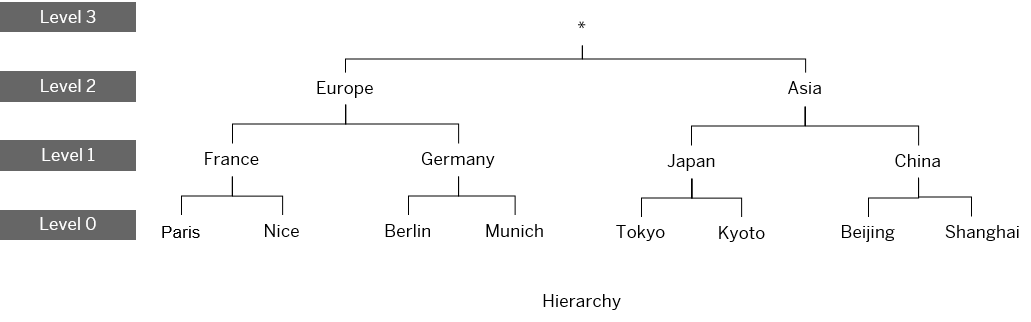 Level 3
*
Level 2
Europe
Asia
Level 1
France
Germany
Japan
China
Level 0
Paris
Nice
Berlin
Munich
Tokyo
Kyoto
Beijing
Shanghai
Hierarchy